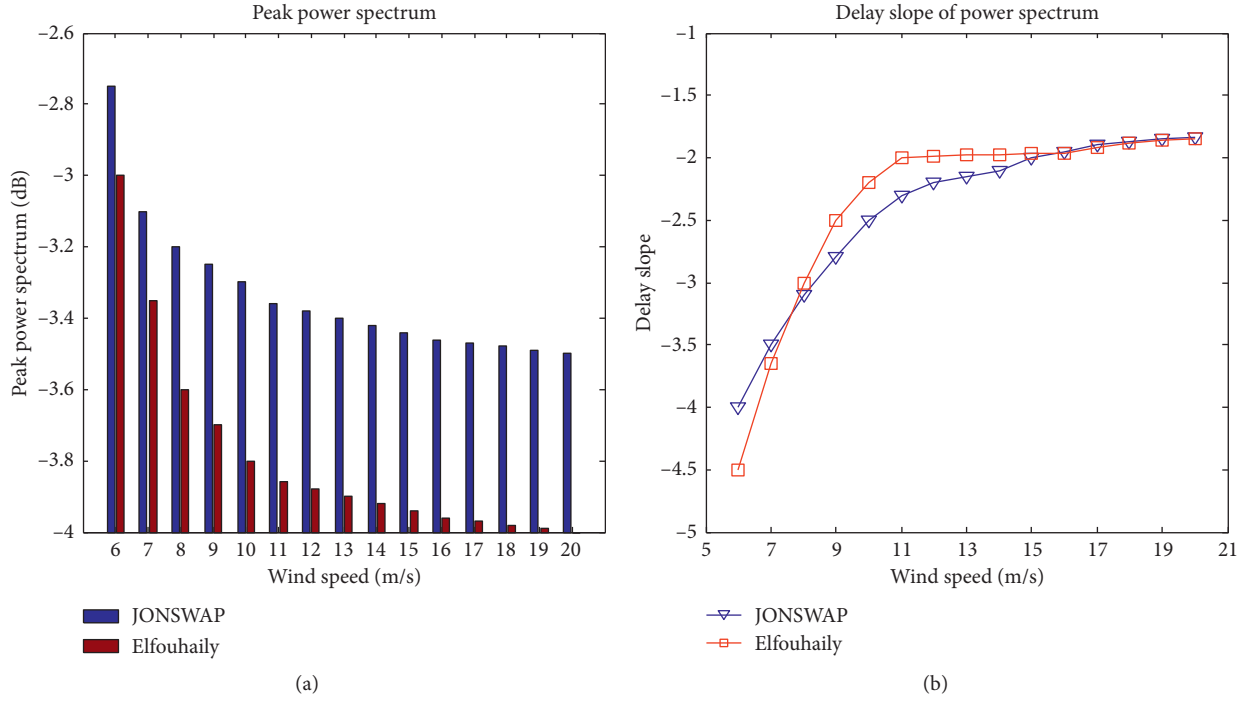 Peak power spectrum
−2.6
−2.8
−3
−3.2
−3.4
−3.6
−3.8
−4
Peak power spectrum (dB)
6 7 8 9 10 11 12 13 14 15 16 17 18 19 20
Wind speed (m/s)
JONSWAP
Elfouhaily
(a)
Delay slope of power spectrum
−1
−1.5
−2
−2.5
−3
−3.5
−4
−4.5
−5
Delay slope
5 7 9 11 13 15 17 19 21
Wind speed (m/s)
JONSWAP
Elfouhaily
(b)